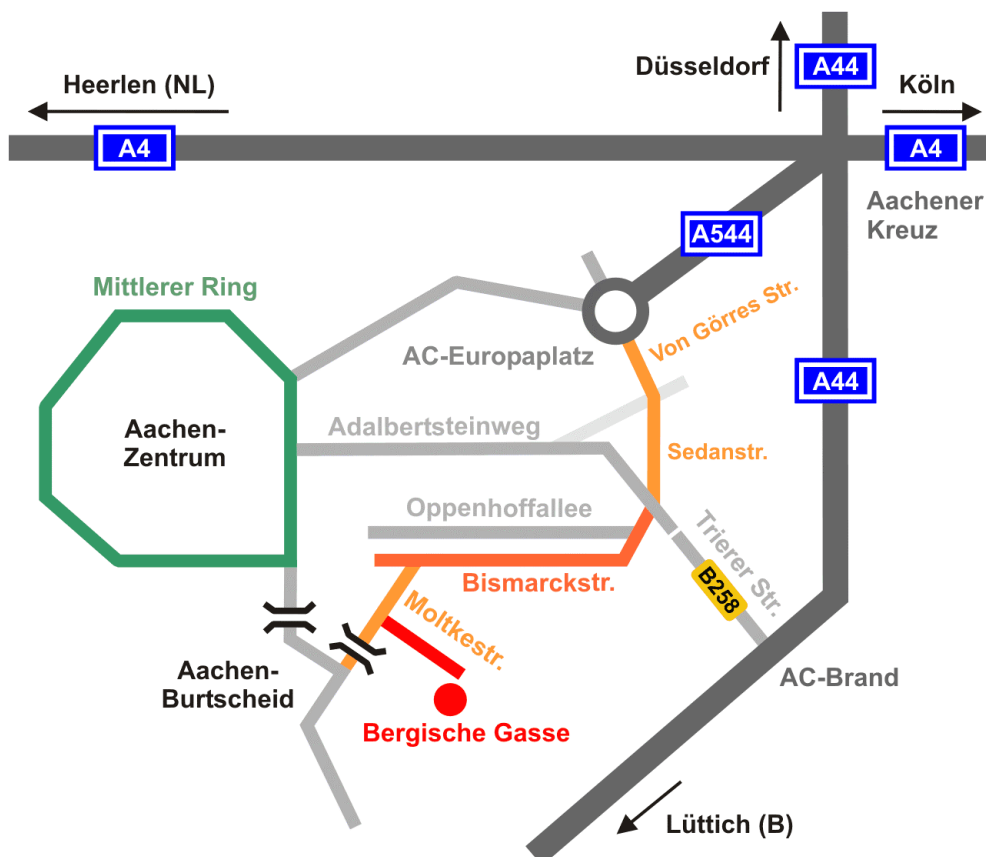 Düsseldorf
A44
Heerlen (NL)
Köln
A4
A4
Aachener
Kreuz
A544
Mittlerer Ring
Von Görres Str.
AC-Europaplatz
A44
Aachen-
Zentrum
Adalbertsteinweg
Sedanstr.
Oppenhoffallee
Trierer Str.
Bismarckstr.
B258
Moltkestr.
Aachen-
Burtscheid
AC-Brand
Bergische Gasse
Lüttich (B)